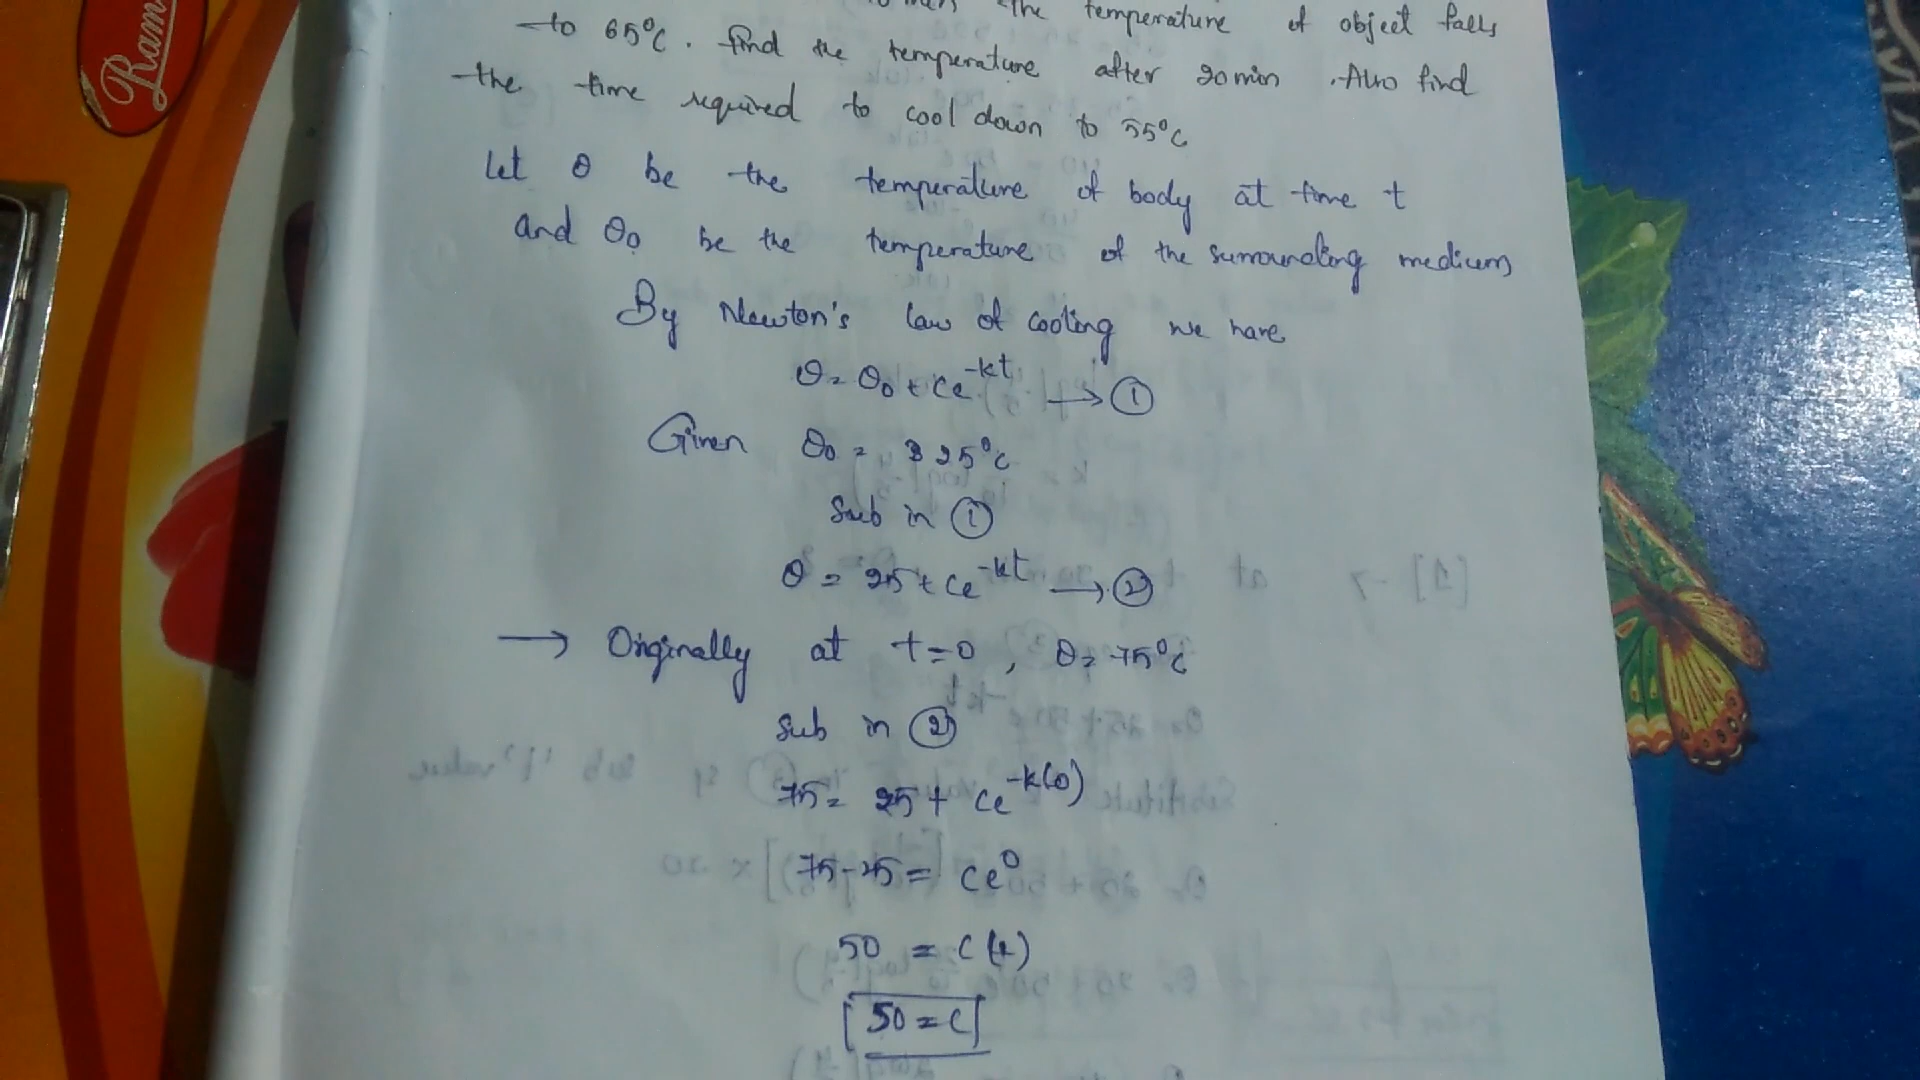 Ram
the temperature of object falls
to 65°C. find the temperature after 20 min. Also find
the time required to cool down to 55°C
Let θ be the temperature of body at time t
and θ0 be the temperature of the surrounding medium
By Newton's law of cooling we have
θ = θ0 + ce^-kt → ①
Given θ0 = 25°C
Sub in ①
θ = 25 + ce^-kt → ②
→ Originally at t=0, θ = 75°C
Sub in ②
75 = 25 + ce^-k(0)
75-25 = ce^0
50 = c(1)
50 = c